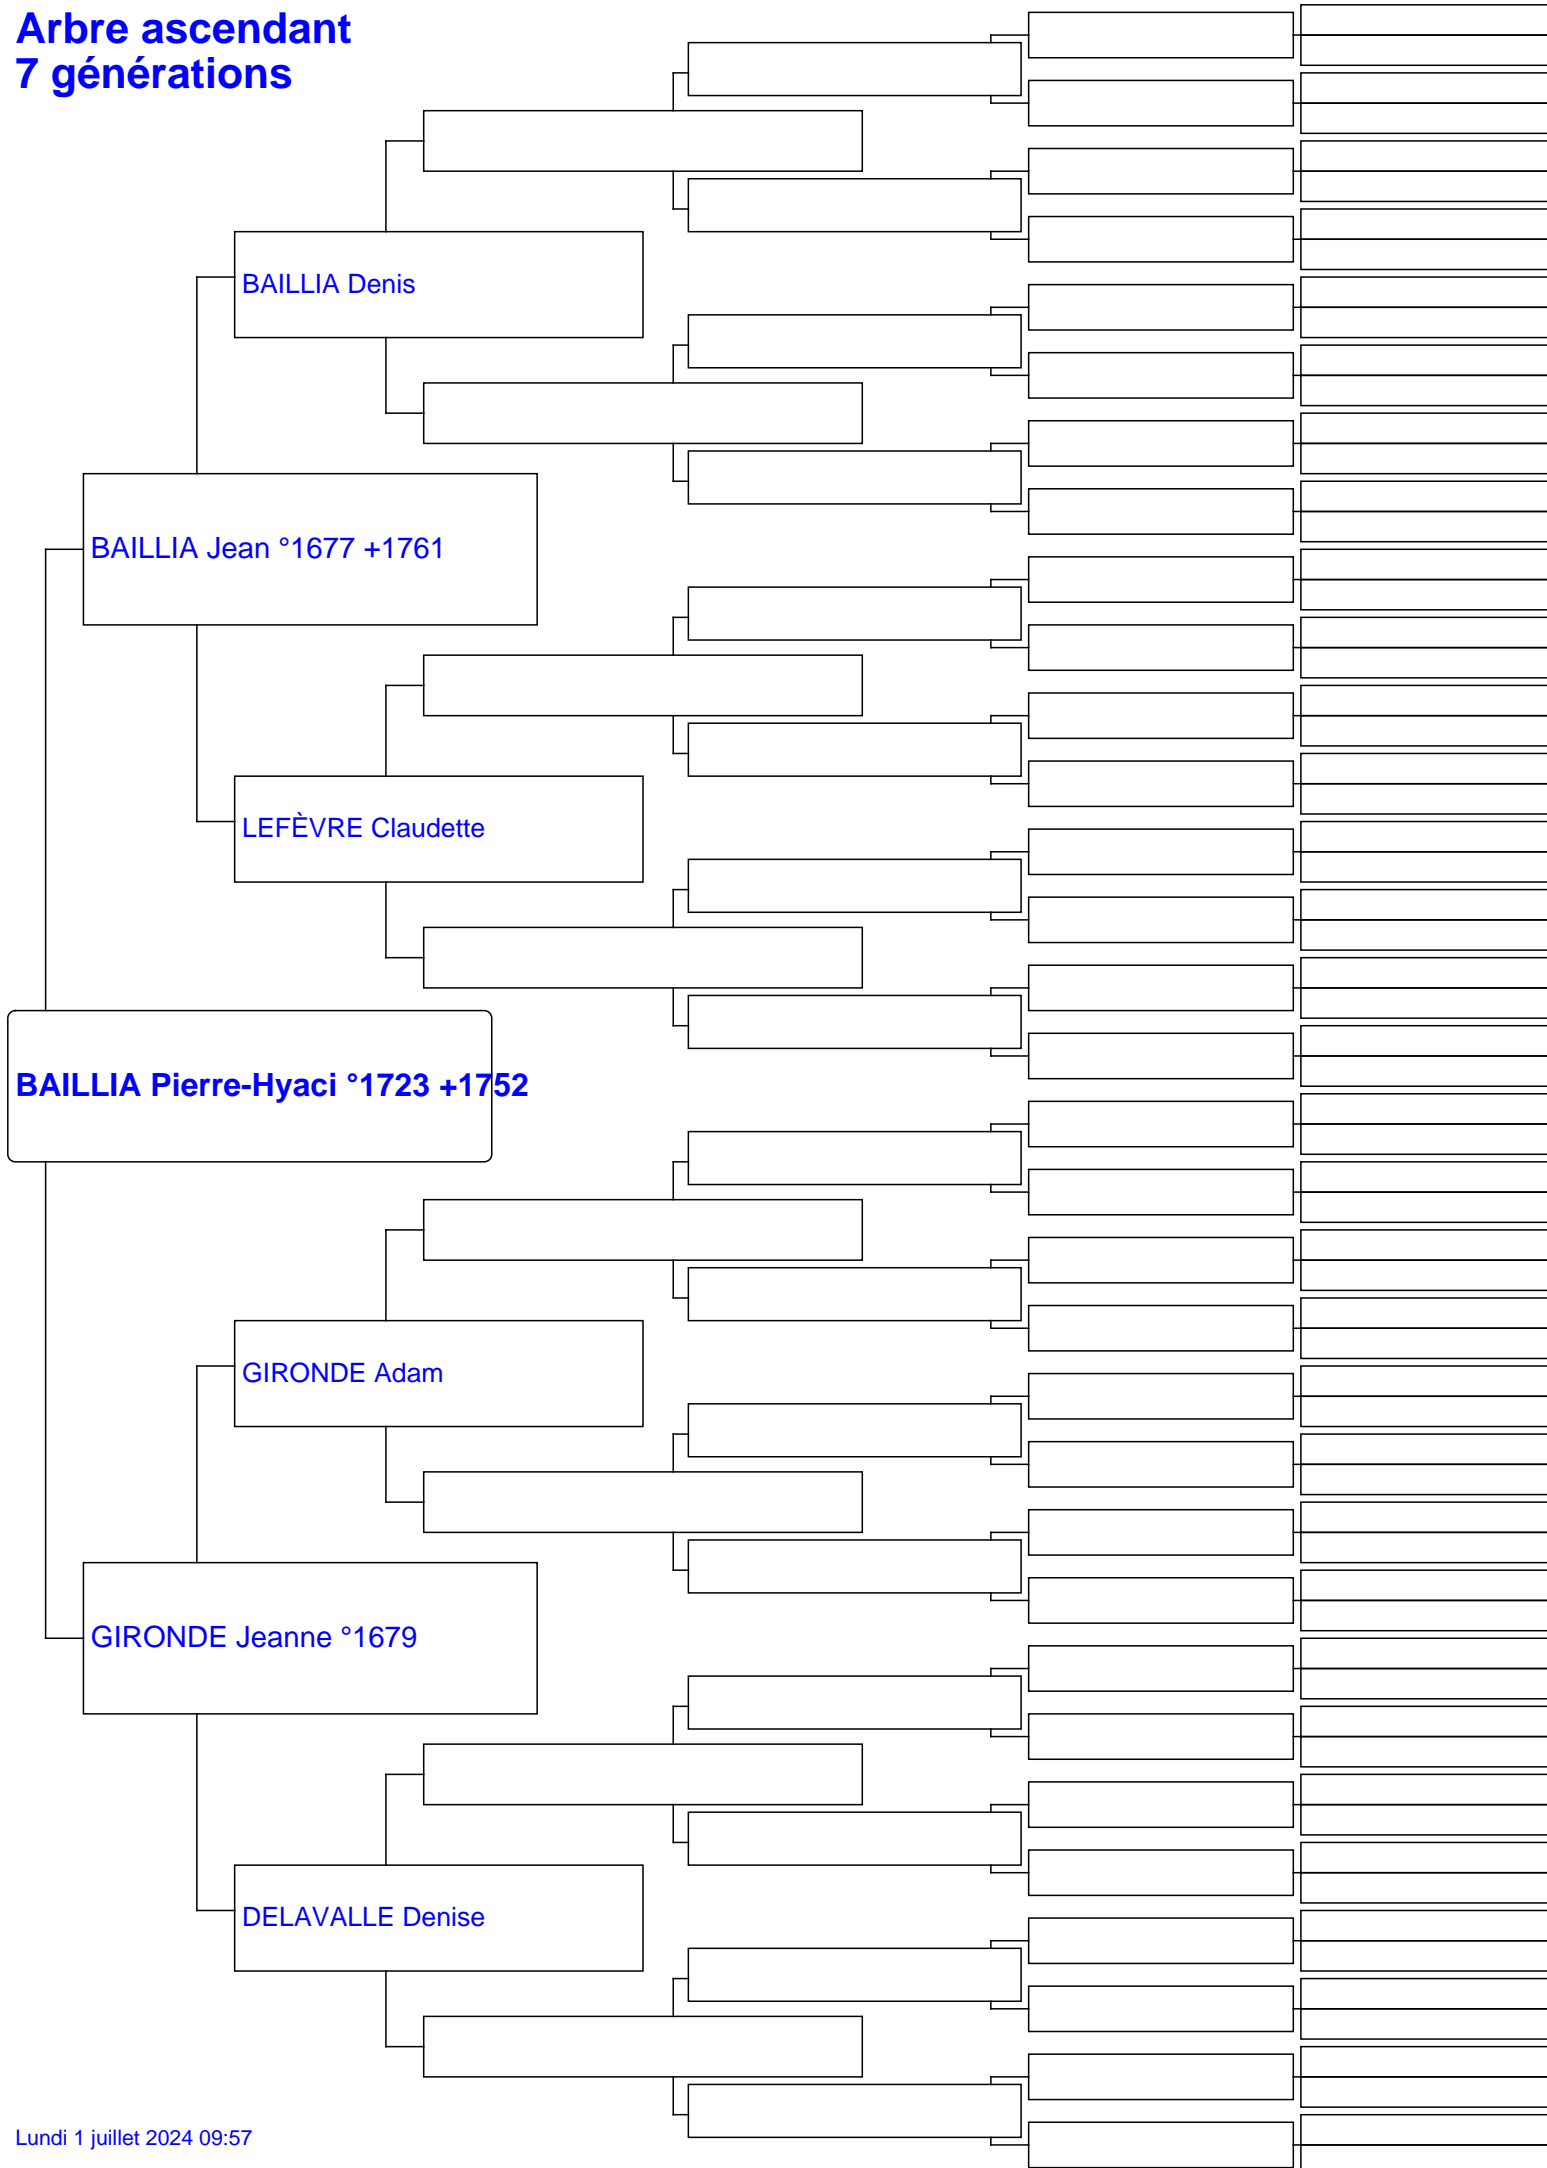 Arbre ascendant
7 générations
BAILLIA Denis
BAILLIA Jean °1677 +1761
LEFÈVRE Claudette
BAILLIA Pierre-Hyaci °1723 +1752
GIRONDE Adam
GIRONDE Jeanne °1679
DELAVALLE Denise
Lundi 1 juillet 2024 09:57